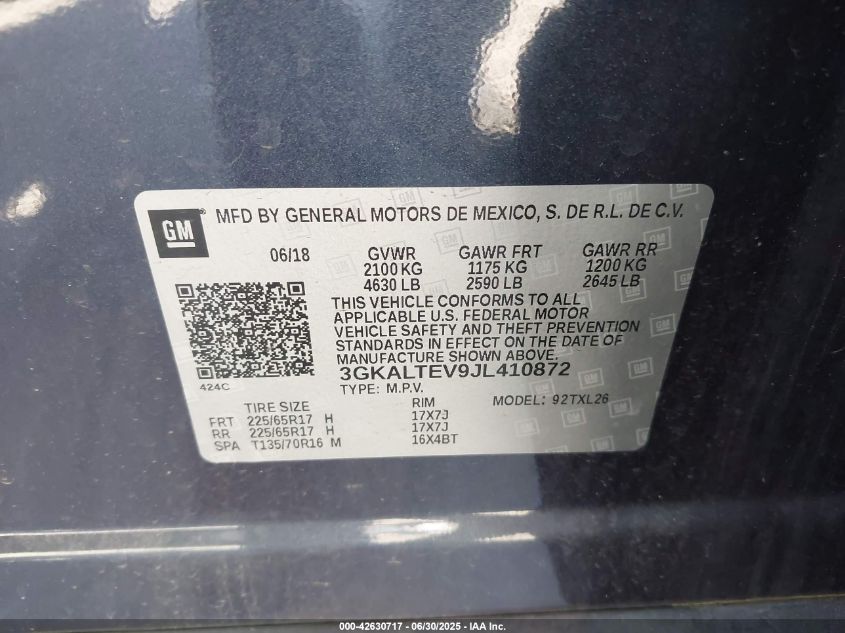 GM
MFD BY GENERAL MOTORS DE MEXICO, S. DE R.L. DE C.V.
06/18 GVWR GAWR FRT GAWR RR
2100 KG 1175 KG 1200 KG
4630 LB 2590 LB 2645 LB
THIS VEHICLE CONFORMS TO ALL
APPLICABLE U.S. FEDERAL MOTOR
VEHICLE SAFETY AND THEFT PREVENTION
STANDARDS IN EFFECT ON THE DATE OF
MANUFACTURE SHOWN ABOVE.
3GKALTEV9JL410872
424C
TYPE: M.P.V. MODEL: 92TXL26
TIRE SIZE RIM
FRT 225/65R17 H 17X7J
RR 225/65R17 H 17X7J
SPA T135/70R16 M 16X4BT
000-42630717 - 06/30/2025 - IAA Inc.